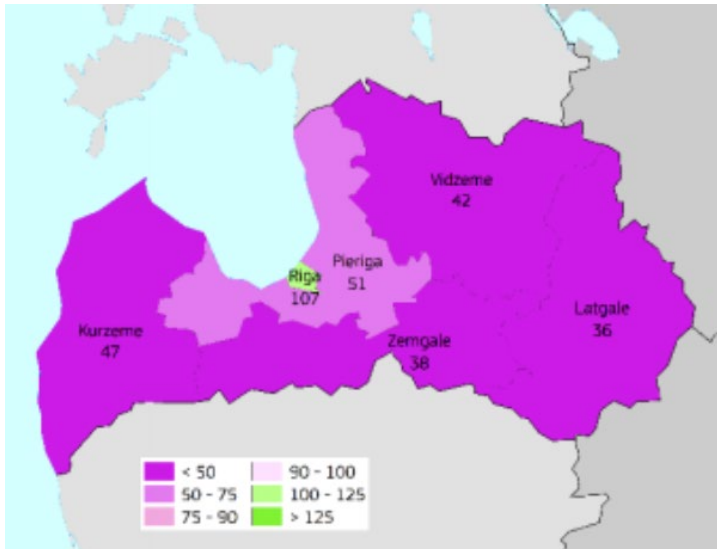 Vidzeme
42
Pieriga
51
Riga
107
Latgale
36
Kurzeme
47
Zemgale
38
< 50
50 - 75
75 - 90
90 - 100
100 - 125
> 125